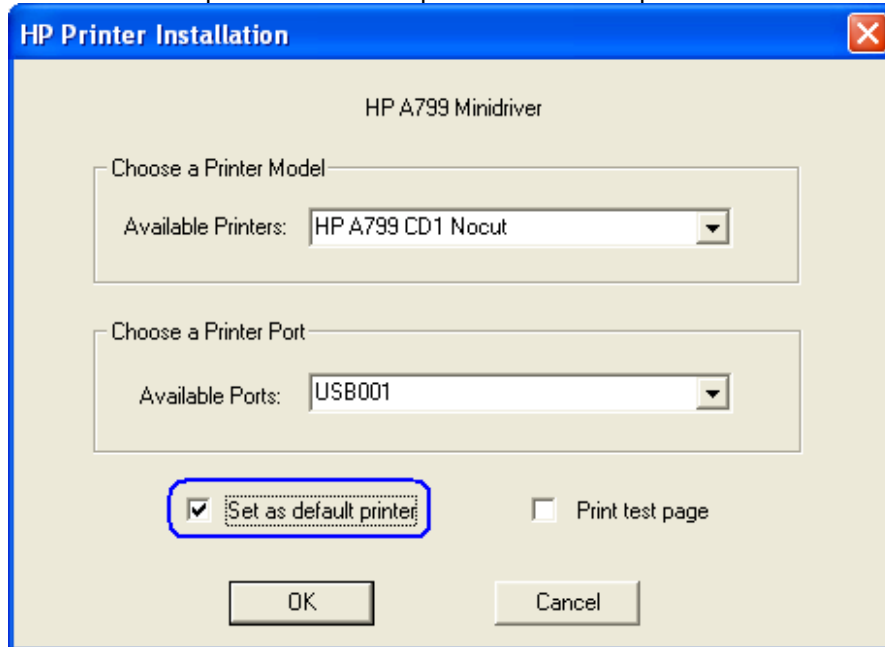 HP Printer Installation
HP A799 Minidriver
Choose a Printer Model
Available Printers: HP A799 CD1 Nocut
Choose a Printer Port
Available Ports: USB001
Set as default printer Print test page
OK Cancel